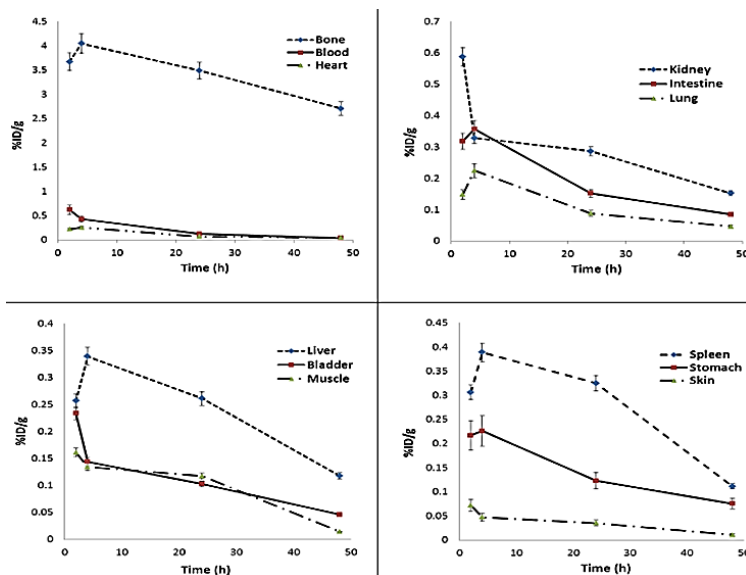 4.5
4
3.5
3
2.5
2
1.5
1
0.5
0
%ID/g
0 10 20 30 40 50
Time (h)
Bone
Blood
Heart
0.7
0.6
0.5
0.4
0.3
0.2
0.1
0
%ID/g
0 10 20 30 40 50
Time (h)
Kidney
Intestine
Lung
0.4
0.35
0.3
0.25
0.2
0.15
0.1
0.05
0
%ID/g
0 10 20 30 40 50
Time (h)
Liver
Bladder
Muscle
0.45
0.4
0.35
0.3
0.25
0.2
0.15
0.1
0.05
0
%ID/g
0 10 20 30 40 50
Time (h)
Spleen
Stomach
Skin